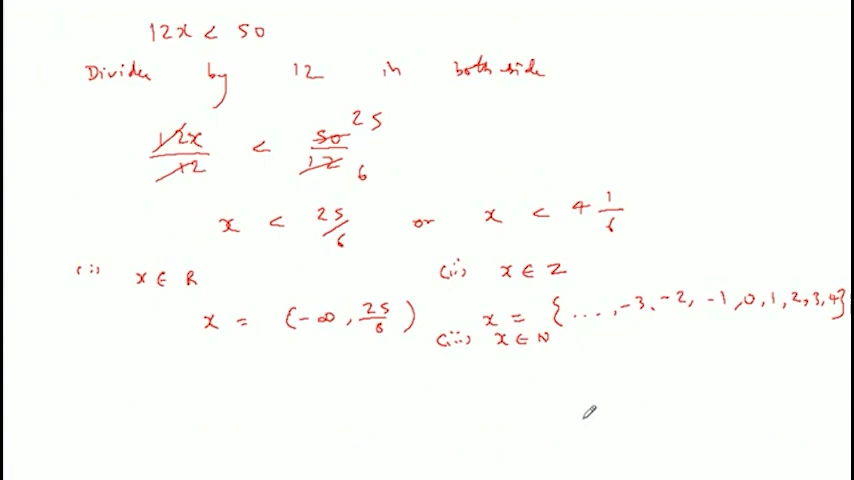 12x < 50
Divide by 12 in both side
12x/12 < 50/12 25 6
x < 25/6 or x < 4 1/6
(i) x ∈ R (ii) x ∈ Z
x = (-∞, 25/6) x = {...., -3, -2, -1, 0, 1, 2, 3, 4}
(iii) x ∈ N